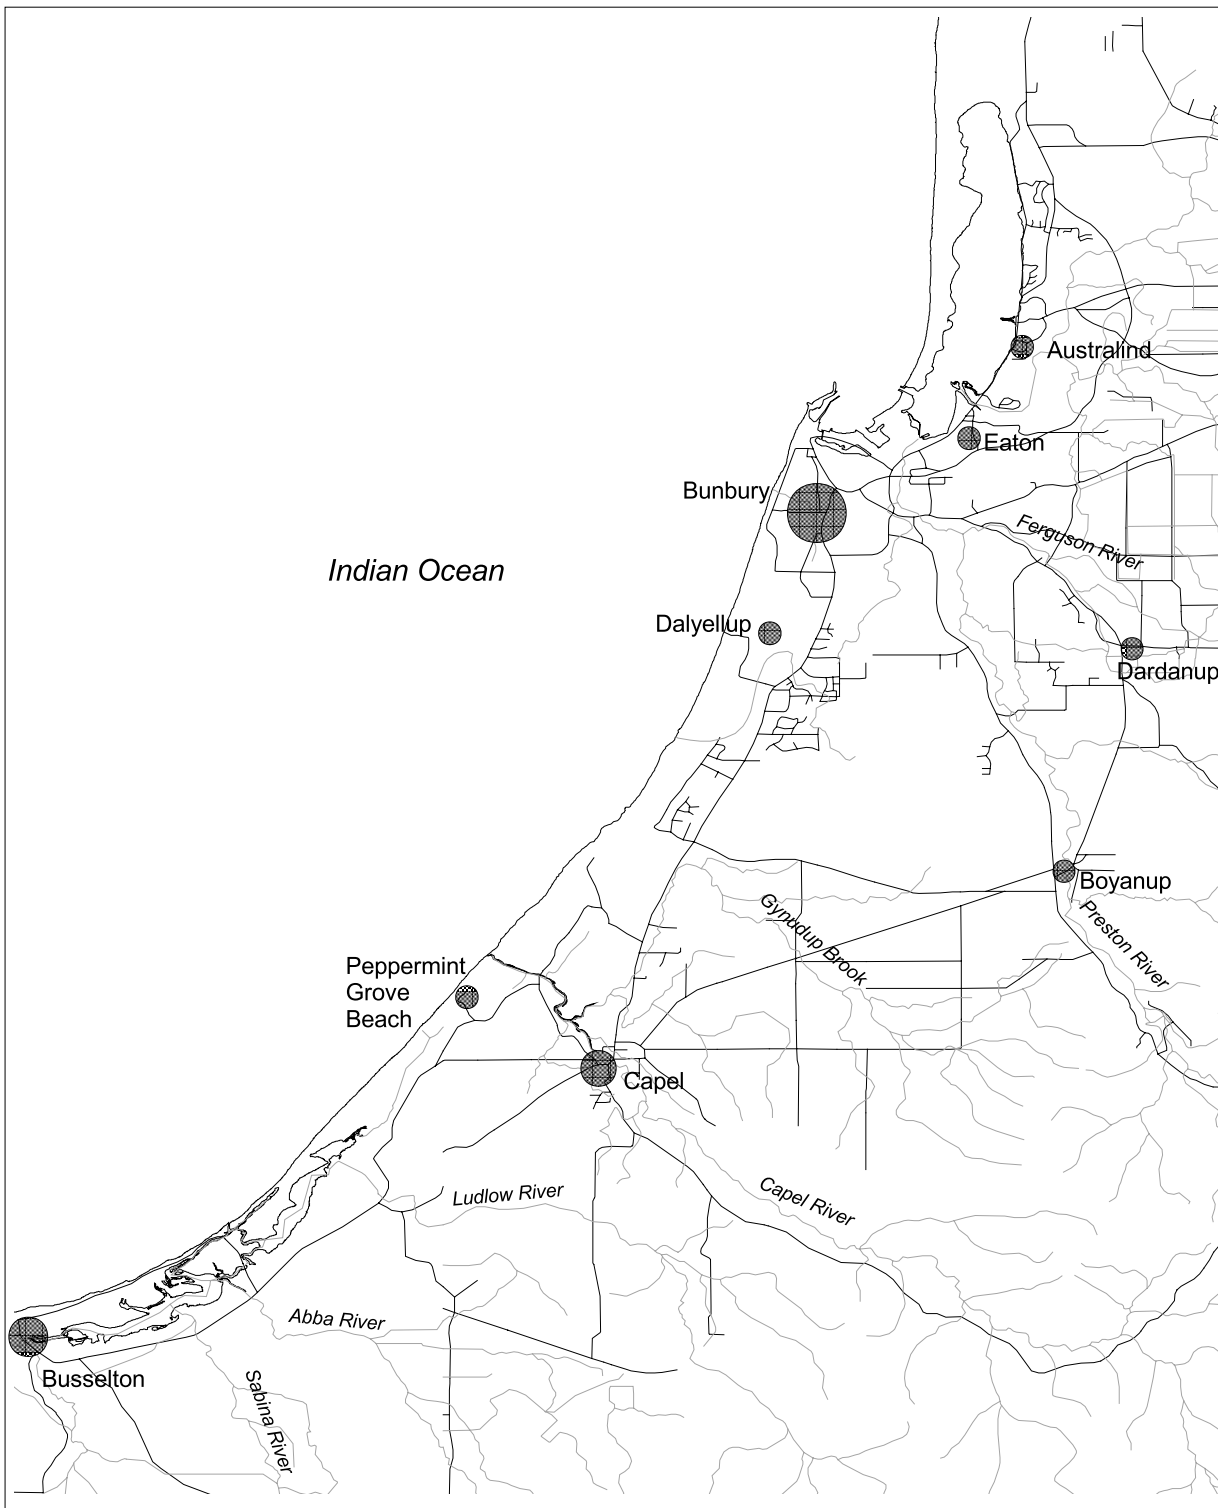 Australind
Eaton
Bunbury
Ferguson River
Indian Ocean
Dalyellup
Dardanup
Boyanup
Gynudup Brook
Preston River
Peppermint
Grove
Beach
Capel
Ludlow River
Capel River
Abba River
Busselton
Sabina River